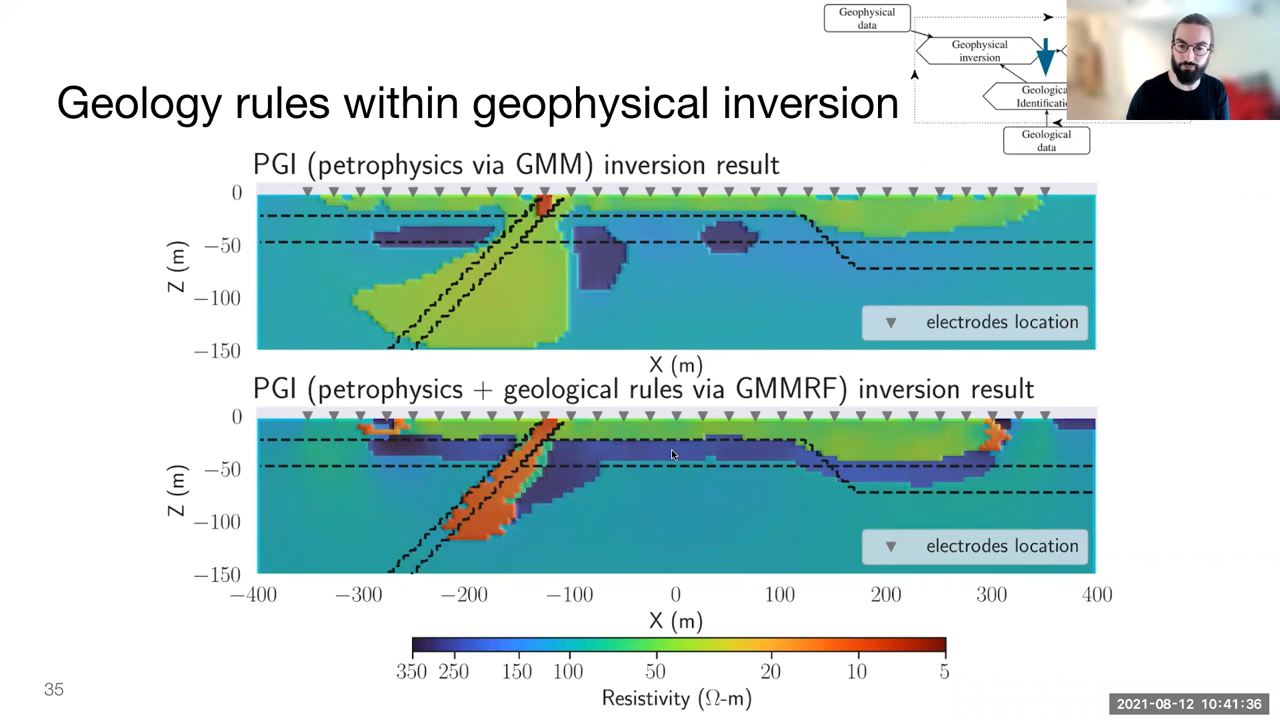 Geophysical
data
Geophysical
inversion
Geological
data
Geology rules within geophysical inversion
PGI (petrophysics via GMM) inversion result
0
−50
−100
−150
Z (m)
electrodes location
X (m)
PGI (petrophysics + geological rules via GMMRF) inversion result
0
−50
−100
−150
Z (m)
electrodes location
−400 −300 −200 −100 0 100 200 300 400
X (m)
350 250 150 100 50 20 10 5
Resistivity (Ω-m)
35
2021-08-12 10:41:36